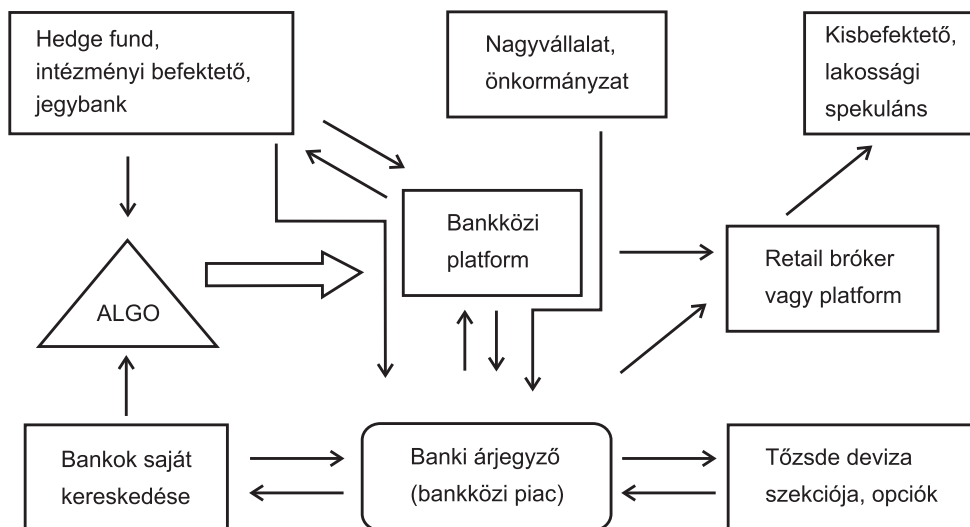 Hedge fund,
intézményi befektető,
jegybank
Nagyvállalat,
önkormányzat
Kisbefektető,
lakossági
spekuláns
Bankközi
platform
Retail bróker
vagy platform
ALGO
Bankok saját
kereskedése
Banki árjegyző
(bankközi piac)
Tőzsde deviza
szekciója, opciók